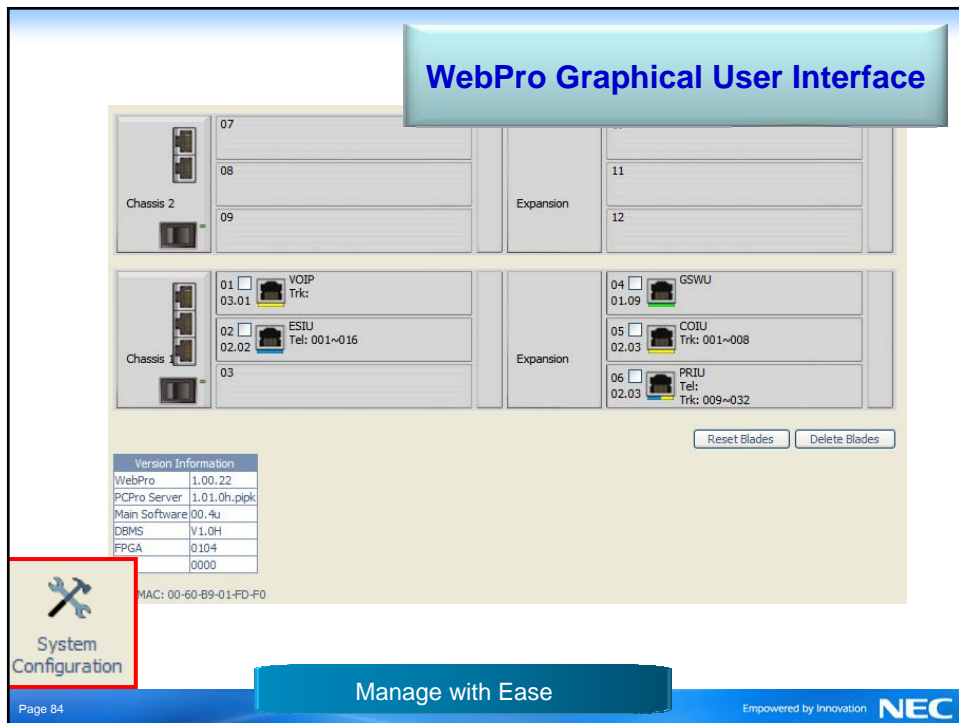 WebPro Graphical User Interface
07
08
Chassis 2
09
Expansion
11
12
01
VOIP
03.01
Trk:
02
ESIU
02.02
Tel: 001~016
Chassis 1
03
Expansion
04
GSWU
01.09
05
COIU
02.03
Trk: 001~008
06
PRIU
Tel:
02.03
Trk: 009~032
Reset Blades
Delete Blades
Version Information
WebPro 1.00.22
PCPro Server 1.01.0h.pipk
Main Software 00.4u
DBMS V1.0H
FPGA 0104
0000
MAC: 00-60-B9-01-FD-F0
System
Configuration
Manage with Ease
Page 84
Empowered by Innovation NEC